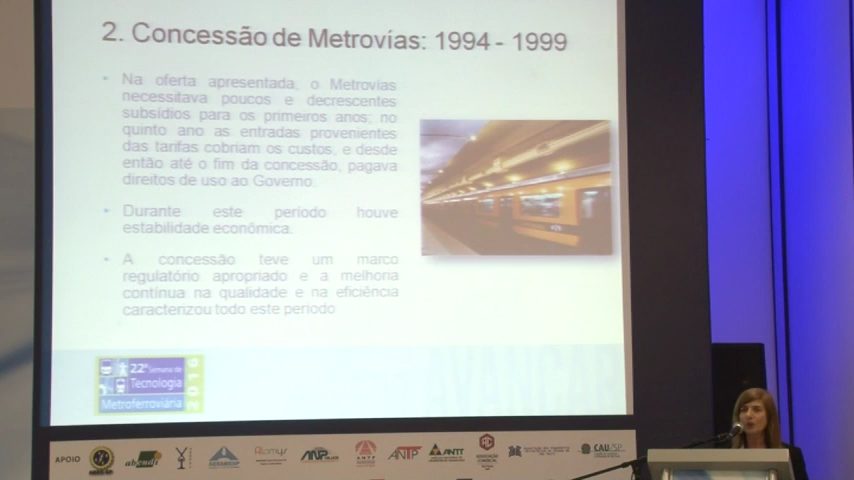 2. Concessão de Metrovías: 1994 - 1999
• Na oferta apresentada, o Metrovías
necessitava poucos e decrescentes
subsídios para os primeiros anos; no
quinto ano as entradas provenientes
das tarifas cobriam os custos, e desde
então até o fim da concessão, pagava
direitos de uso ao Governo.
• Durante este período houve
estabilidade econômica.
• A concessão teve um marco
regulatório apropriado e a melhoria
contínua na qualidade e na eficiência
caracterizou todo este período
22ª Semana de
Tecnologia
Metroferroviária
APOIO
ANTP
ANTT
CAU/SP